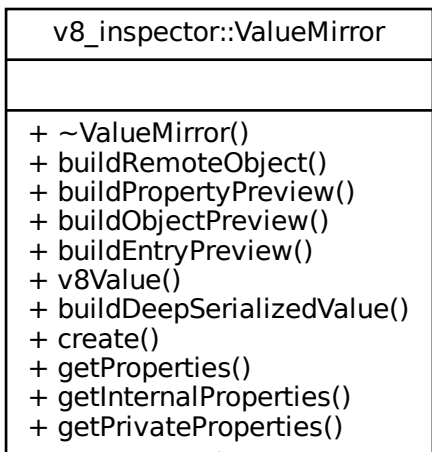 v8_inspector::ValueMirror
+ ~ValueMirror()
+ buildRemoteObject()
+ buildPropertyPreview()
+ buildObjectPreview()
+ buildEntryPreview()
+ v8Value()
+ buildDeepSerializedValue()
+ create()
+ getProperties()
+ getInternalProperties()
+ getPrivateProperties()